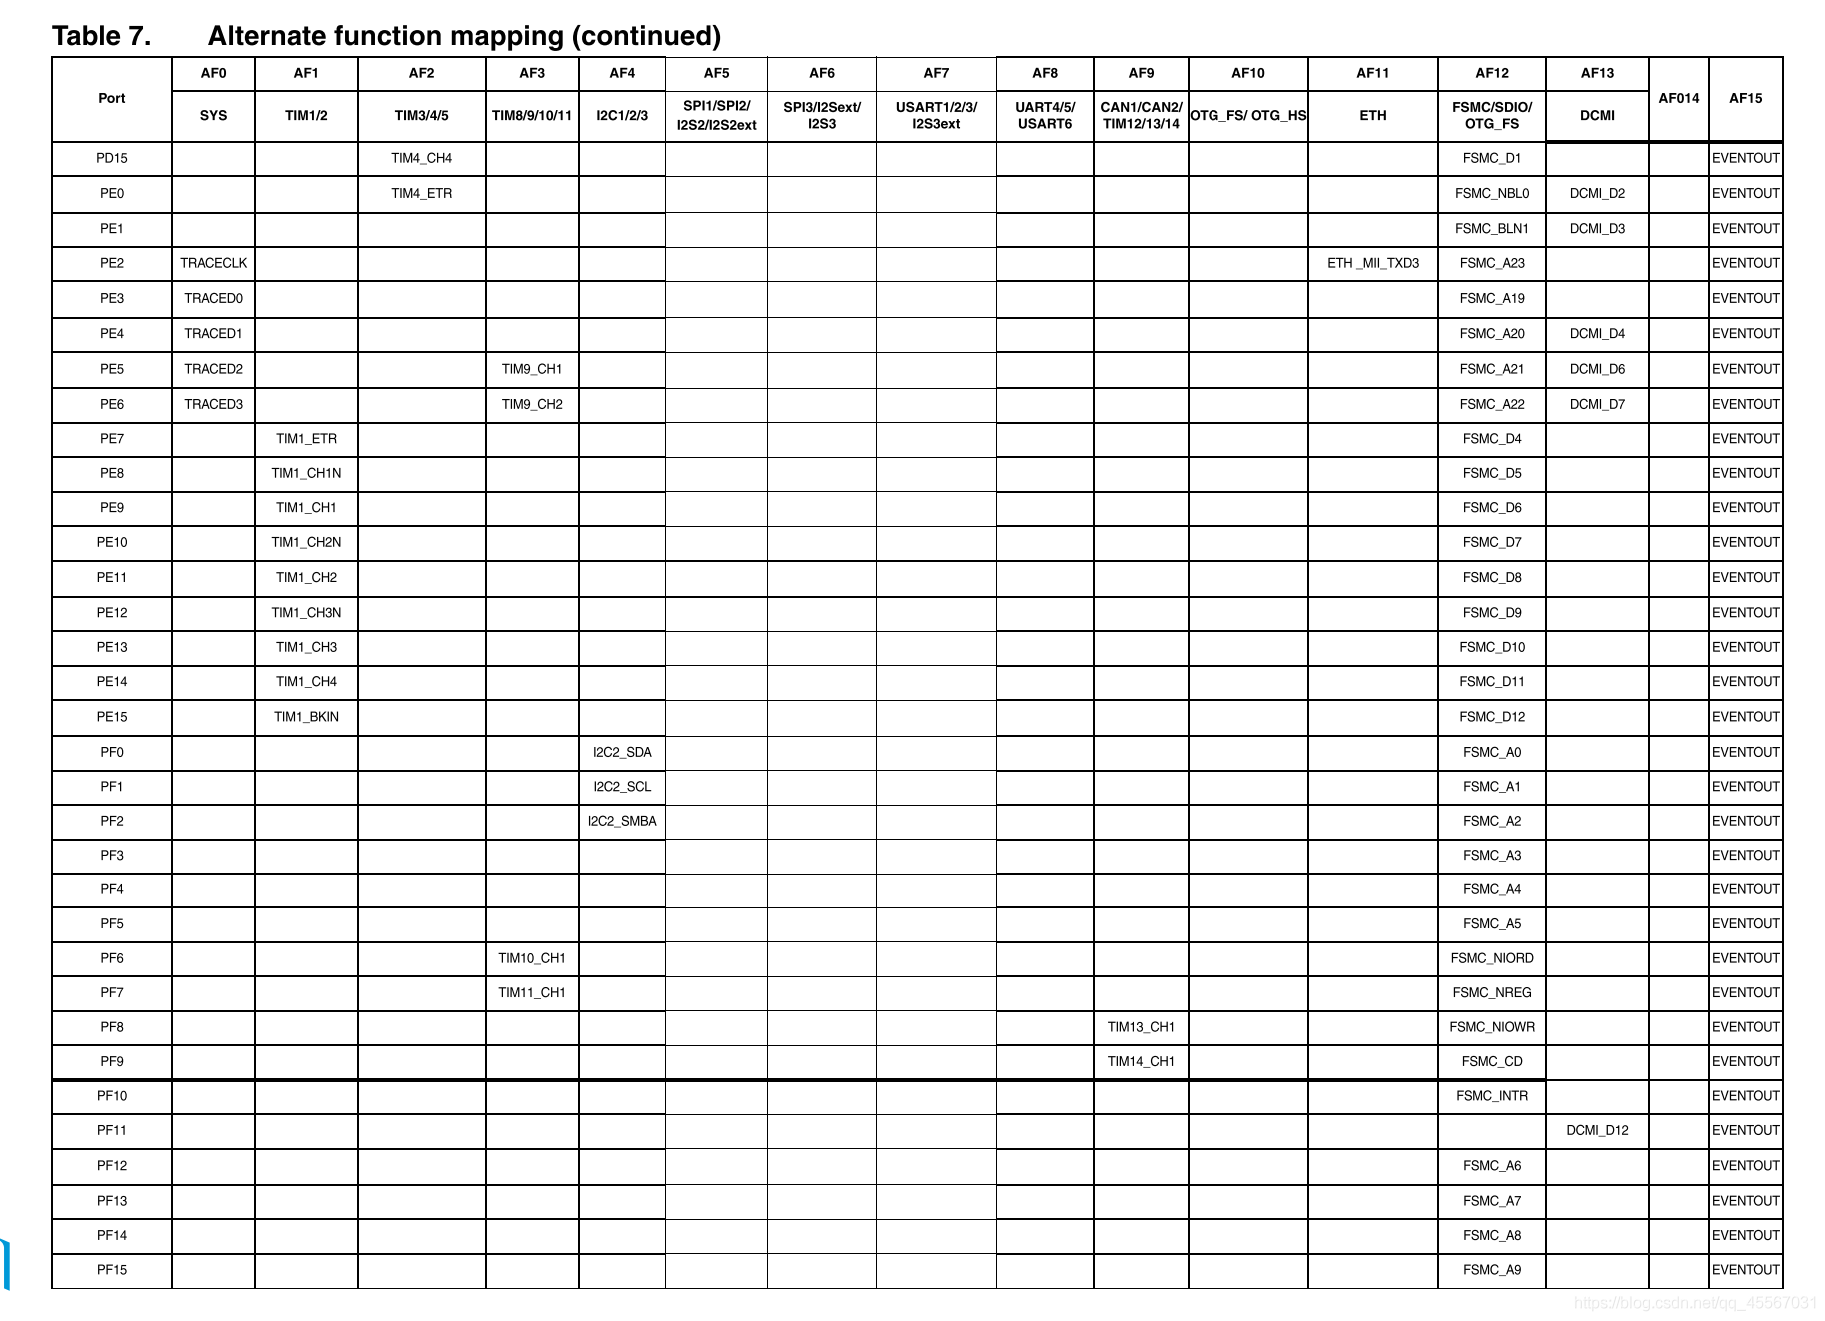 Table 7. Alternate function mapping (continued)
Port AF0 AF1 AF2 AF3 AF4 AF5 AF6 AF7 AF8 AF9 AF10 AF11 AF12 AF13 AF014 AF15
SYS TIM1/2 TIM3/4/5 TIM8/9/10/11 I2C1/2/3 SPI1/SPI2/ I2S2/I2S2ext SPI3/I2Sext/ I2S3 USART1/2/3/ I2S3ext UART4/5/ USART6 CAN1/CAN2/ TIM12/13/14 OTG_FS/ OTG_HS ETH FSMC/SDIO/ OTG_FS DCMI
PD15 TIM4_CH4 FSMC_D1 EVENTOUT
PE0 TIM4_ETR FSMC_NBL0 DCMI_D2 EVENTOUT
PE1 FSMC_BLN1 DCMI_D3 EVENTOUT
PE2 TRACECLK ETH _MII_TXD3 FSMC_A23 EVENTOUT
PE3 TRACED0 FSMC_A19 EVENTOUT
PE4 TRACED1 FSMC_A20 DCMI_D4 EVENTOUT
PE5 TRACED2 TIM9_CH1 FSMC_A21 DCMI_D6 EVENTOUT
PE6 TRACED3 TIM9_CH2 FSMC_A22 DCMI_D7 EVENTOUT
PE7 TIM1_ETR FSMC_D4 EVENTOUT
PE8 TIM1_CH1N FSMC_D5 EVENTOUT
PE9 TIM1_CH1 FSMC_D6 EVENTOUT
PE10 TIM1_CH2N FSMC_D7 EVENTOUT
PE11 TIM1_CH2 FSMC_D8 EVENTOUT
PE12 TIM1_CH3N FSMC_D9 EVENTOUT
PE13 TIM1_CH3 FSMC_D10 EVENTOUT
PE14 TIM1_CH4 FSMC_D11 EVENTOUT
PE15 TIM1_BKIN FSMC_D12 EVENTOUT
PF0 I2C2_SDA FSMC_A0 EVENTOUT
PF1 I2C2_SCL FSMC_A1 EVENTOUT
PF2 I2C2_SMBA FSMC_A2 EVENTOUT
PF3 FSMC_A3 EVENTOUT
PF4 FSMC_A4 EVENTOUT
PF5 FSMC_A5 EVENTOUT
PF6 TIM10_CH1 FSMC_NIORD EVENTOUT
PF7 TIM11_CH1 FSMC_NREG EVENTOUT
PF8 TIM13_CH1 FSMC_NIOWR EVENTOUT
PF9 TIM14_CH1 FSMC_CD EVENTOUT
PF10 FSMC_INTR EVENTOUT
PF11 DCMI_D12 EVENTOUT
PF12 FSMC_A6 EVENTOUT
PF13 FSMC_A7 EVENTOUT
PF14 FSMC_A8 EVENTOUT
PF15 FSMC_A9 EVENTOUT
https://blog.csdn.net/qq_45567031